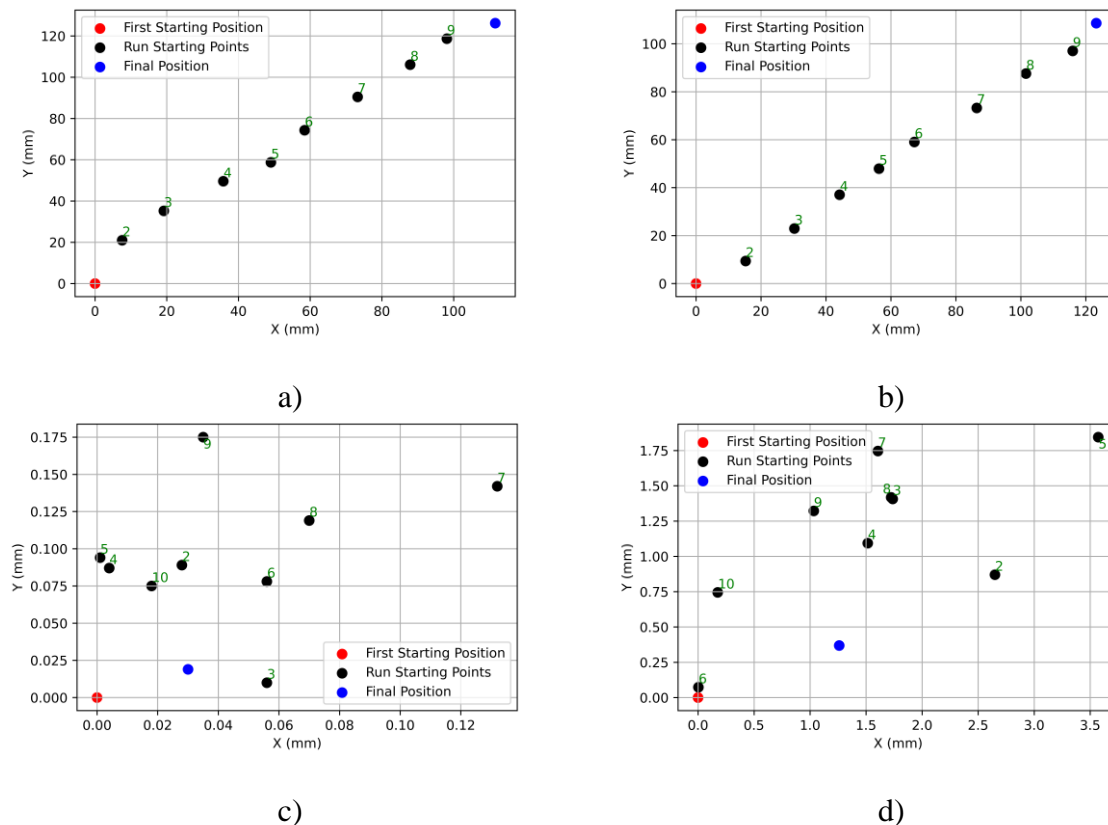 First Starting Position
Run Starting Points
Final Position
120
100
80
60
40
20
0
Y (mm)
2
3
4
5
6
7
8
9
0 20 40 60 80 100
X (mm)
a)
First Starting Position
Run Starting Points
Final Position
100
80
60
40
20
0
Y (mm)
2
3
4
5
6
7
8
9
0 20 40 60 80 100 120
X (mm)
b)
0.175
0.150
0.125
0.100
0.075
0.050
0.025
0.000
Y (mm)
9
7
8
5
4
2
10
6
3
First Starting Position
Run Starting Points
Final Position
0.00 0.02 0.04 0.06 0.08 0.10 0.12
X (mm)
c)
First Starting Position
Run Starting Points
Final Position
1.75
1.50
1.25
1.00
0.75
0.50
0.25
0.00
Y (mm)
5
7
8
3
9
4
2
10
6
0.0 0.5 1.0 1.5 2.0 2.5 3.0 3.5
X (mm)
d)